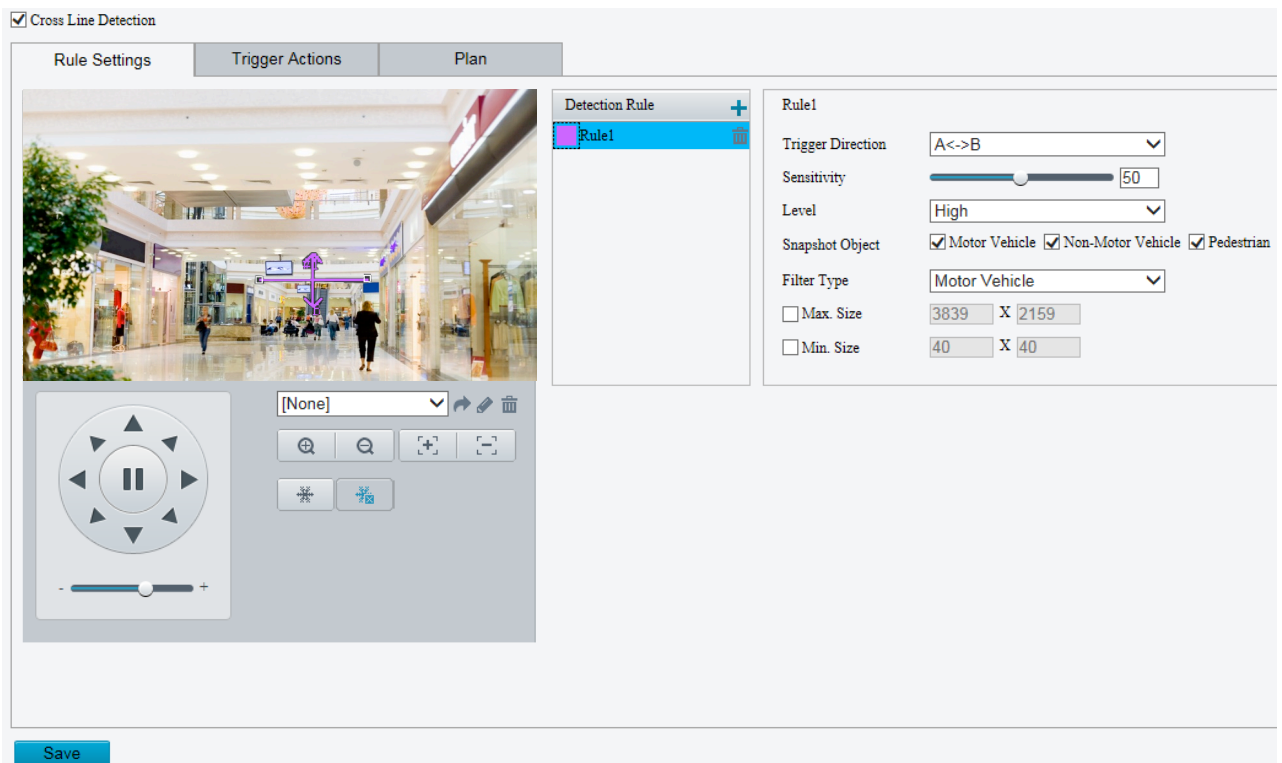 Cross Line Detection
Rule Settings
Trigger Actions
Plan
Detection Rule
Rule1
Rule1
Trigger Direction A<->B
Sensitivity 50
Level High
Snapshot Object Motor Vehicle Non-Motor Vehicle Pedestrian
Filter Type Motor Vehicle
Max. Size 3839 X 2159
Min. Size 40 X 40
[None]
- +
Save